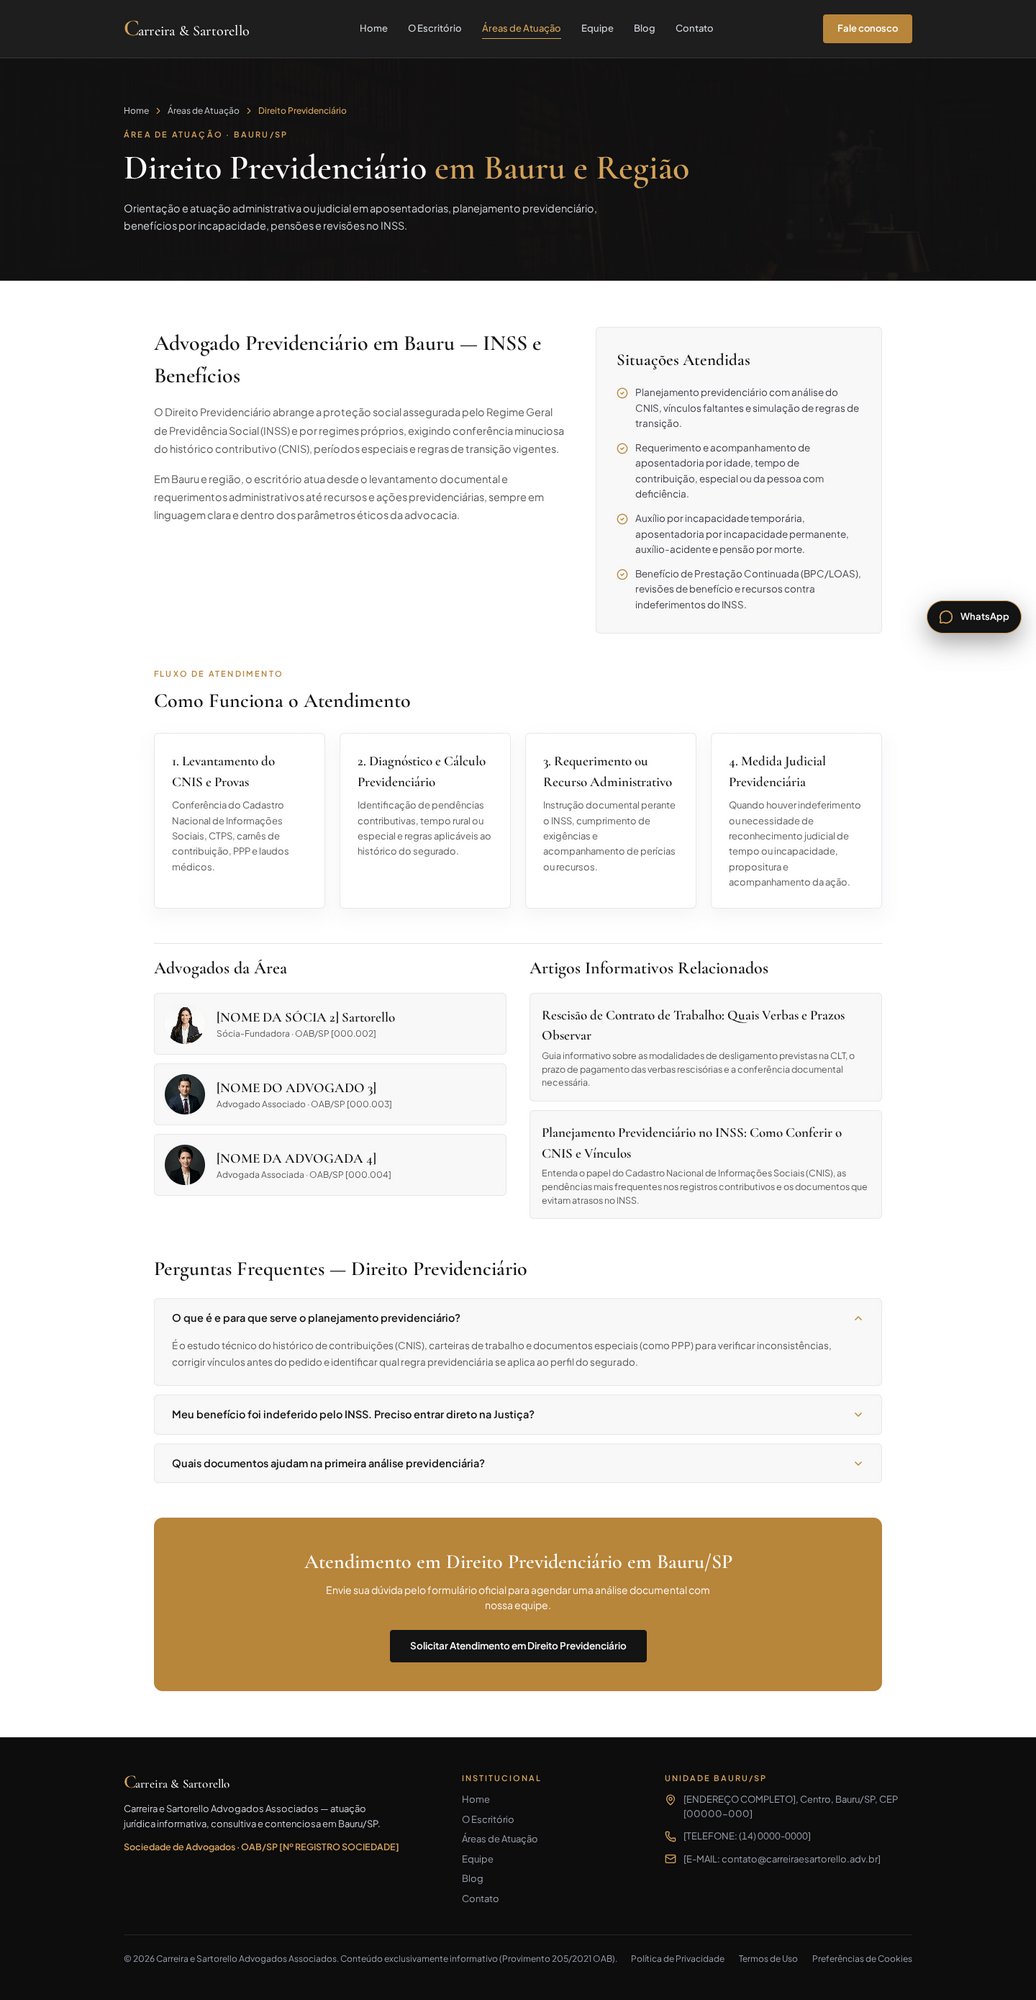 Carreira & Sartorello
Home
O Escritório
Áreas de Atuação
Equipe
Blog
Contato
Fale conosco
Home > Áreas de Atuação > Direito Previdenciário
ÁREA DE ATUAÇÃO · BAURU/SP
Direito Previdenciário em Bauru e Região
Orientação e atuação administrativa ou judicial em aposentadorias, planejamento previdenciário,
benefícios por incapacidade, pensões e revisões no INSS.
Advogado Previdenciário em Bauru — INSS e
Benefícios
O Direito Previdenciário abrange a proteção social assegurada pelo Regime Geral
de Previdência Social (INSS) e por regimes próprios, exigindo conferência minuciosa
do histórico contributivo (CNIS), períodos especiais e regras de transição vigentes.
Em Bauru e região, o escritório atua desde o levantamento documental e
requerimentos administrativos até recursos e ações previdenciárias, sempre em
linguagem clara e dentro dos parâmetros éticos da advocacia.
Situações Atendidas
Planejamento previdenciário com análise do
CNIS, vínculos faltantes e simulação de regras de
transição.
Requerimento e acompanhamento de
aposentadoria por idade, tempo de
contribuição, especial ou da pessoa com
deficiência.
Auxílio por incapacidade temporária,
aposentadoria por incapacidade permanente,
auxílio-acidente e pensão por morte.
Benefício de Prestação Continuada (BPC/LOAS),
revisões de benefício e recursos contra
indeferimentos do INSS.
WhatsApp
FLUXO DE ATENDIMENTO
Como Funciona o Atendimento
1. Levantamento do
CNIS e Provas
Conferência do Cadastro
Nacional de Informações
Sociais, CTPS, carnês de
contribuição, PPP e laudos
médicos.
2. Diagnóstico e Cálculo
Previdenciário
Identificação de pendências
contributivas, tempo rural ou
especial e regras aplicáveis ao
histórico do segurado.
3. Requerimento ou
Recurso Administrativo
Instrução documental perante
o INSS, cumprimento de
exigências e
acompanhamento de perícias
ou recursos.
4. Medida Judicial
Previdenciária
Quando houver indeferimento
ou necessidade de
reconhecimento judicial de
tempo ou incapacidade,
propositura e
acompanhamento da ação.
Advogados da Área
[NOME DA SÓCIA 2] Sartorello
Sócia-Fundadora · OAB/SP [000.002]
[NOME DO ADVOGADO 3]
Advogado Associado · OAB/SP [000.003]
[NOME DA ADVOGADA 4]
Advogada Associada · OAB/SP [000.004]
Artigos Informativos Relacionados
Rescisão de Contrato de Trabalho: Quais Verbas e Prazos
Observar
Guia informativo sobre as modalidades de desligamento previstas na CLT, o
prazo de pagamento das verbas rescisórias e a conferência documental
necessária.
Planejamento Previdenciário no INSS: Como Conferir o
CNIS e Vínculos
Entenda o papel do Cadastro Nacional de Informações Sociais (CNIS), as
pendências mais frequentes nos registros contributivos e os documentos que
evitam atrasos no INSS.
Perguntas Frequentes — Direito Previdenciário
O que é e para que serve o planejamento previdenciário?
É o estudo técnico do histórico de contribuições (CNIS), carteiras de trabalho e documentos especiais (como PPP) para verificar inconsistências,
corrigir vínculos antes do pedido e identificar qual regra previdenciária se aplica ao perfil do segurado.
Meu benefício foi indeferido pelo INSS. Preciso entrar direto na Justiça?
Quais documentos ajudam na primeira análise previdenciária?
Atendimento em Direito Previdenciário em Bauru/SP
Envie sua dúvida pelo formulário oficial para agendar uma análise documental com
nossa equipe.
Solicitar Atendimento em Direito Previdenciário
Carreira & Sartorello
Carreira e Sartorello Advogados Associados — atuação
jurídica informativa, consultiva e contenciosa em Bauru/SP.
Sociedade de Advogados · OAB/SP [Nº REGISTRO SOCIEDADE]
INSTITUCIONAL
Home
O Escritório
Áreas de Atuação
Equipe
Blog
Contato
UNIDADE BAURU/SP
[ENDEREÇO COMPLETO], Centro, Bauru/SP, CEP
[00000-000]
[TELEFONE: (14) 0000-0000]
[E-MAIL: contato@carreiraesartorello.adv.br]
© 2026 Carreira e Sartorello Advogados Associados. Conteúdo exclusivamente informativo (Provimento 205/2021 OAB).
Política de Privacidade
Termos de Uso
Preferências de Cookies